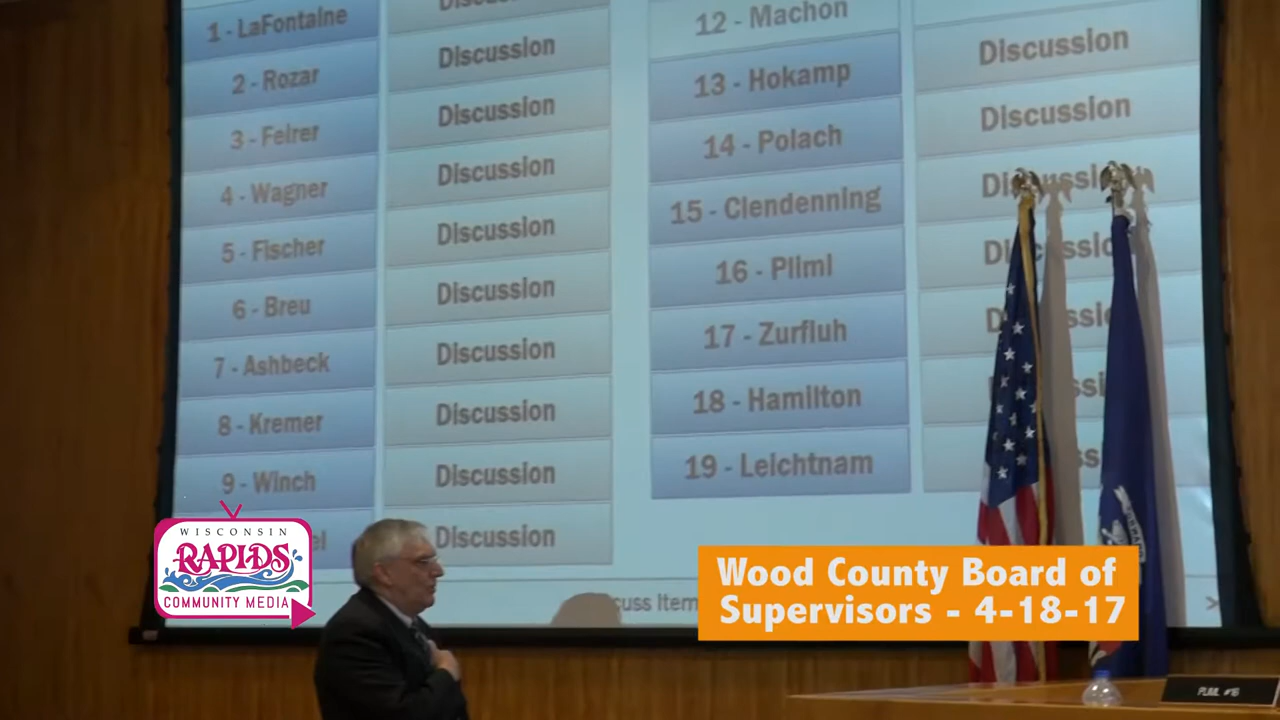 1 - LaFontaine
2 - Rozar
Discussion
3 - Feirer
Discussion
4 - Wagner
Discussion
5 - Fischer
Discussion
6 - Breu
Discussion
7 - Ashbeck
Discussion
8 - Kremer
Discussion
9 - Winch
Discussion
Discussion
12 - Machon
Discussion
13 - Hokamp
Discussion
14 - Polach
15 - Clendenning
16 - Pliml
17 - Zurfluh
18 - Hamilton
19 - Leichtnam
WISCONSIN
RAPIDS
COMMUNITY MEDIA
Wood County Board of
Supervisors - 4-18-17
PLIML #16